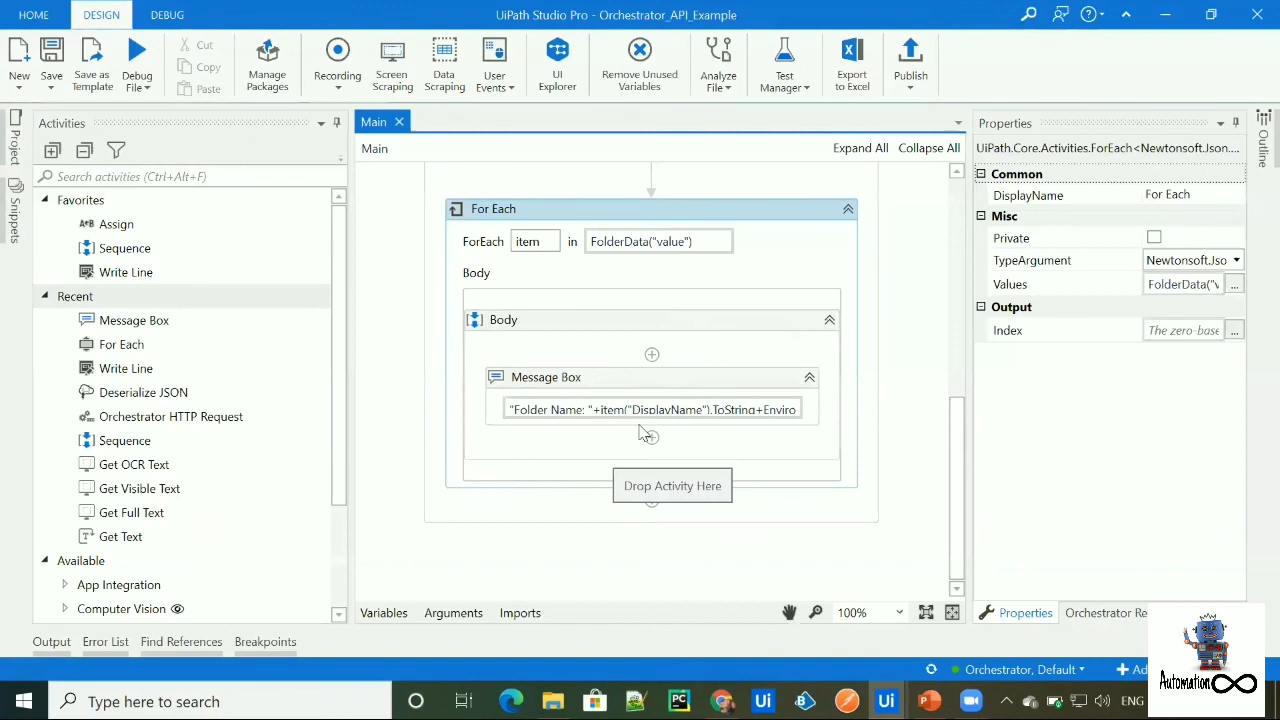 HOME DESIGN DEBUG UiPath Studio Pro - Orchestrator_API_Example
New Save Save as Template Debug File Cut Copy Paste Manage Packages Recording Screen Scraping Data Scraping User Events UI Explorer Remove Unused Variables Analyze File Test Manager Export to Excel Publish
Project
Snippets
Activities
Search activities (Ctrl+Alt+F)
Favorites
Assign
Sequence
Write Line
Recent
Message Box
For Each
Write Line
Deserialize JSON
Orchestrator HTTP Request
Sequence
Get OCR Text
Get Visible Text
Get Full Text
Get Text
Available
App Integration
Computer Vision
Main
Main Expand All Collapse All
For Each
ForEach item in FolderData("value")
Body
Body
Message Box
"Folder Name: "+item("DisplayName").ToString+Enviro
Drop Activity Here
Variables Arguments Imports 100%
Properties
UiPath.Core.Activities.ForEach<Newtonsoft.Json....
Common
DisplayName For Each
Misc
Private
TypeArgument Newtonsoft.Jso
Values FolderData("v ...
Output
Index The zero-base ...
Properties Orchestrator Re
Outline
Output Error List Find References Breakpoints
Orchestrator, Default Ad
Automation
Type here to search PC Ui Ui ENG